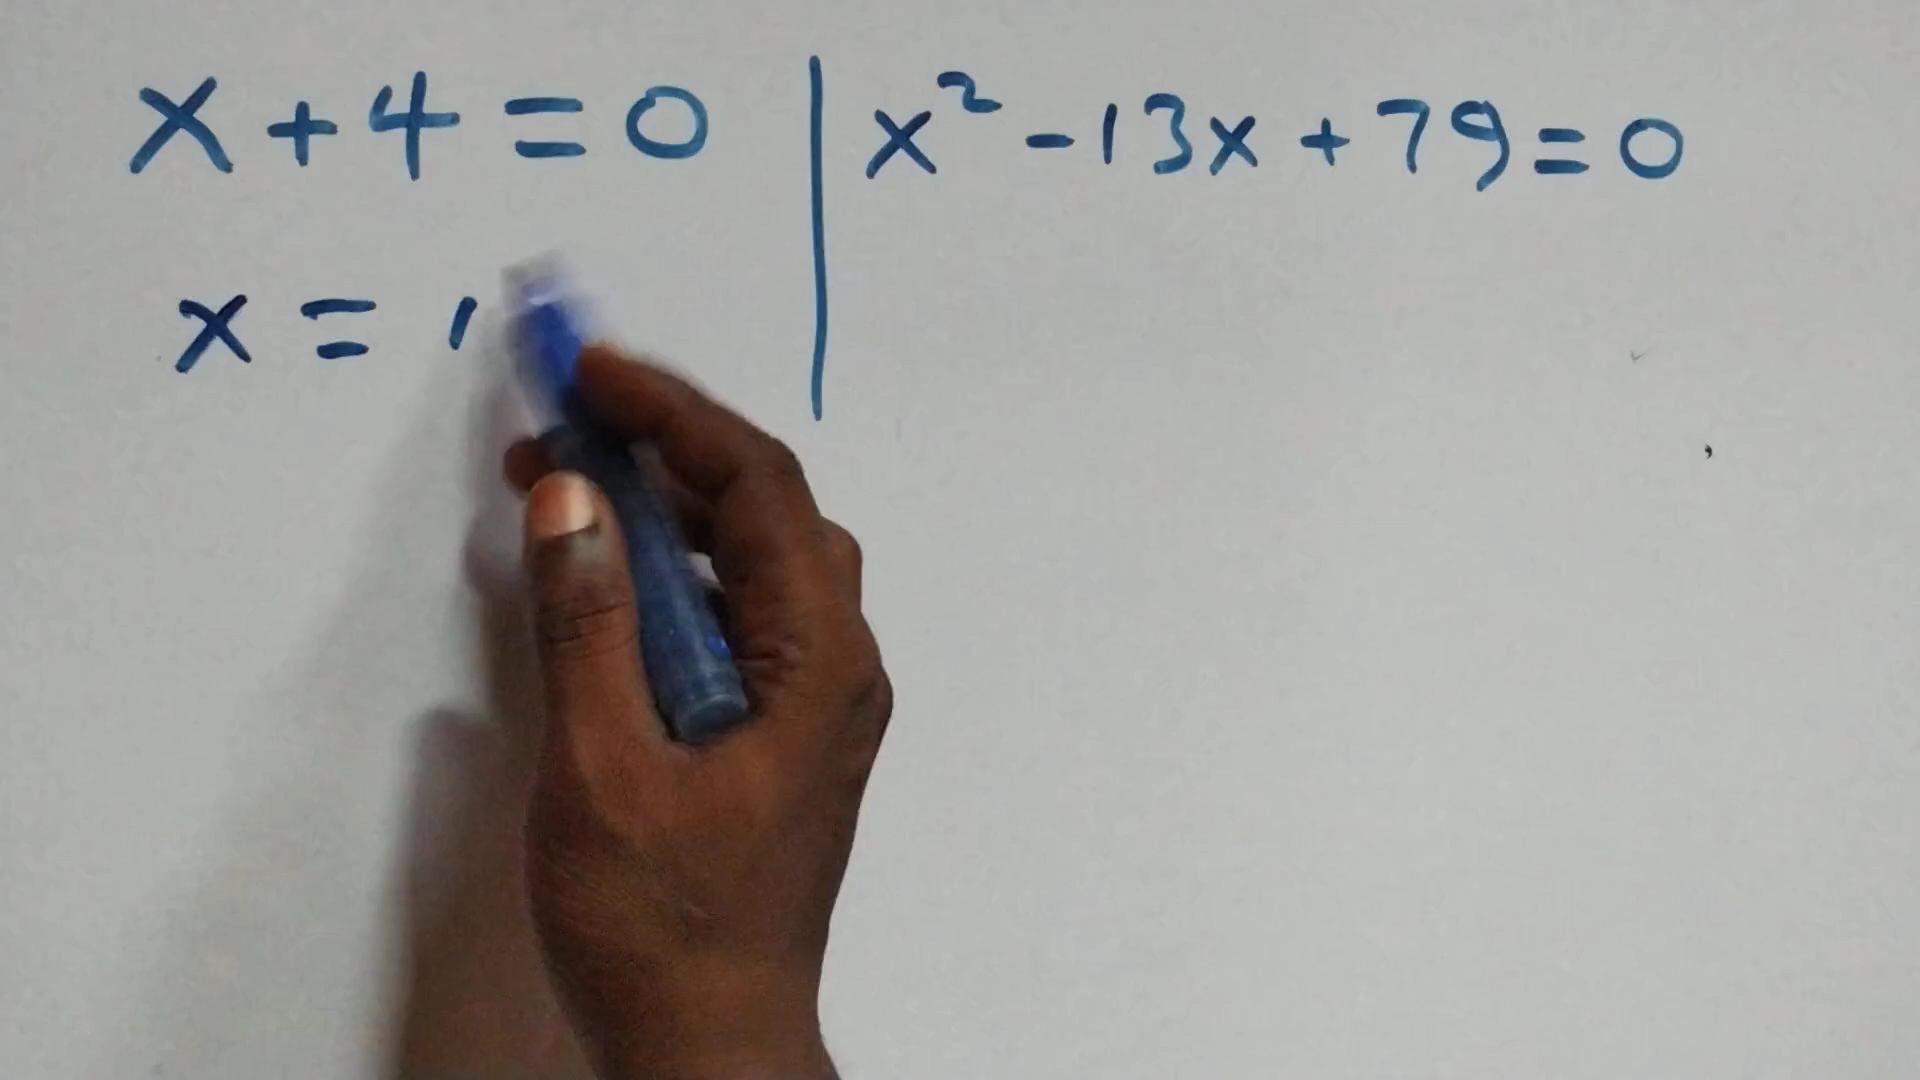 x + 4 = 0 | x² - 13x + 79 = 0
x =